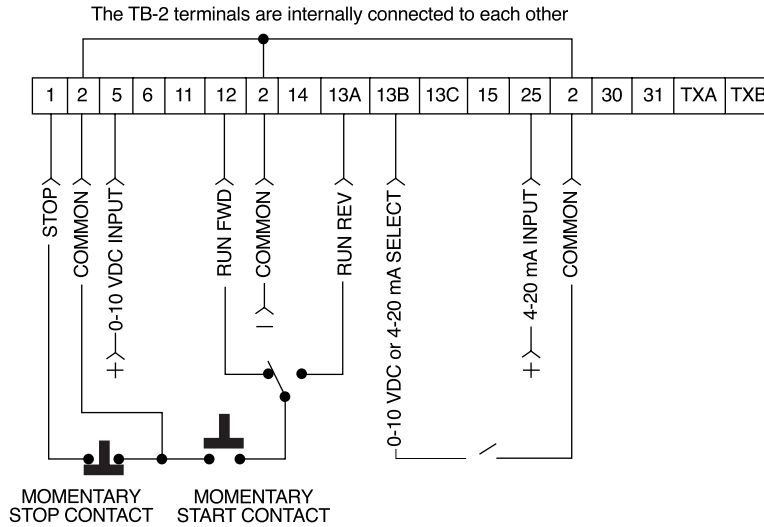 The TB-2 terminals are internally connected to each other
1 2 5 6 11 12 2 14 13A 13B 13C 15 25 2 30 31 TXA TXB
STOP
COMMON
0-10 VDC INPUT
+
RUN FWD
COMMON
–
RUN REV
0-10 VDC or 4-20 mA SELECT
4-20 mA INPUT
+
COMMON
MOMENTARY
STOP CONTACT
MOMENTARY
START CONTACT